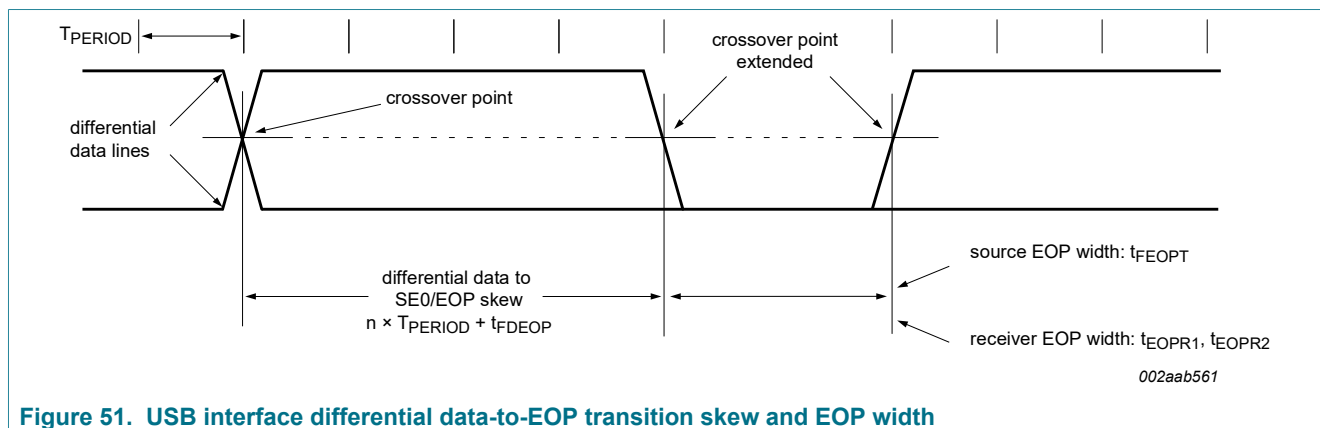 TPERIOD
crossover point
extended
crossover point
differential
data lines
differential data to
SE0/EOP skew
n × TPERIOD + tFDEOP
source EOP width: tFEOPT
receiver EOP width: tEOPR1, tEOPR2
002aab561
Figure 51. USB interface differential data-to-EOP transition skew and EOP width